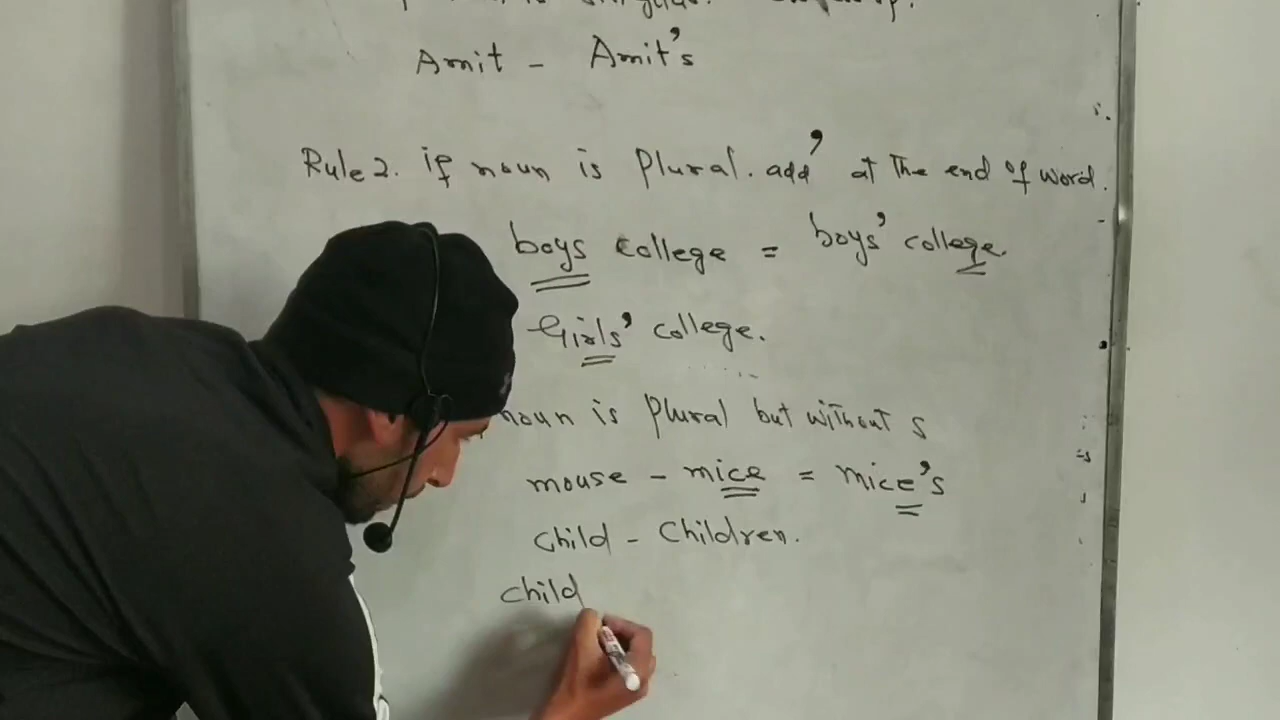 Amit - Amit's
Rule 2. if noun is Plural. add ' at the end of word.
boys college = boys' college.
Girls' college.
noun is plural but without s
mouse - mice = mice's
child - children.
child